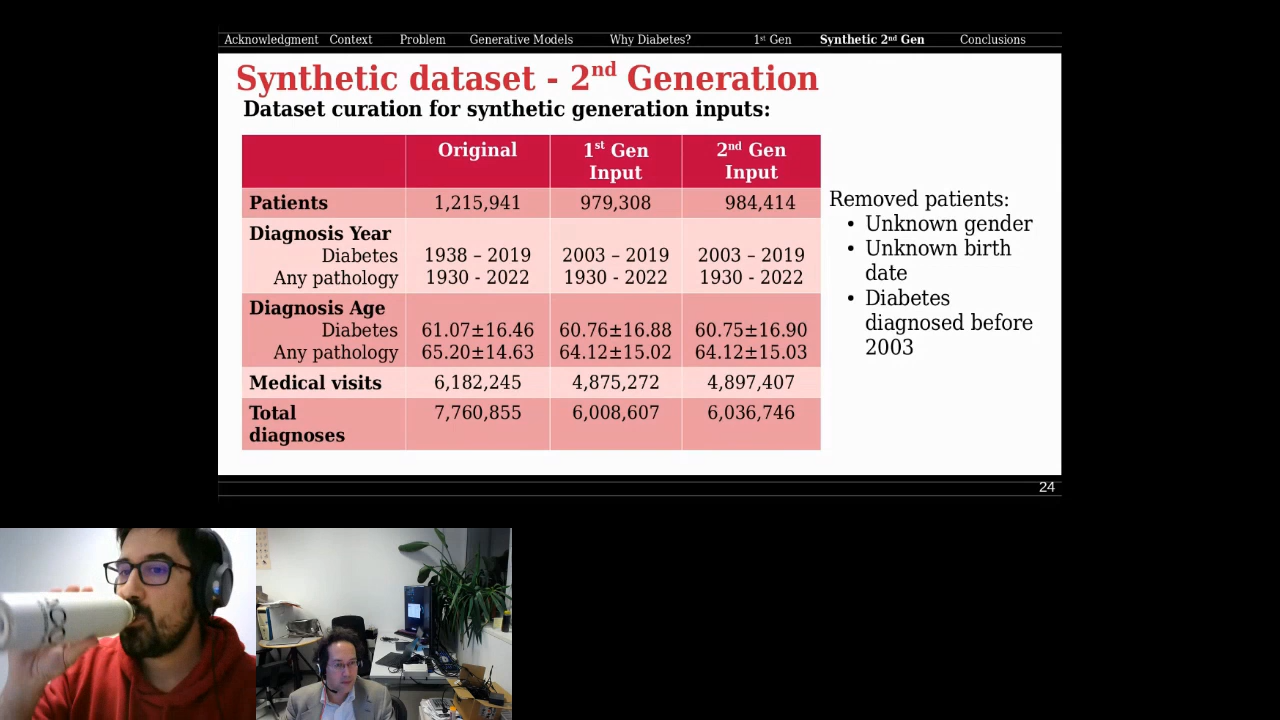 Acknowledgment Context Problem Generative Models Why Diabetes? 1st Gen Synthetic 2nd Gen Conclusions
Synthetic dataset - 2nd Generation
Dataset curation for synthetic generation inputs:
Original 1st Gen Input 2nd Gen Input
Patients 1,215,941 979,308 984,414
Diagnosis Year
Diabetes 1938 – 2019 2003 – 2019 2003 – 2019
Any pathology 1930 - 2022 1930 - 2022 1930 - 2022
Diagnosis Age
Diabetes 61.07±16.46 60.76±16.88 60.75±16.90
Any pathology 65.20±14.63 64.12±15.02 64.12±15.03
Medical visits 6,182,245 4,875,272 4,897,407
Total diagnoses 7,760,855 6,008,607 6,036,746
Removed patients:
• Unknown gender
• Unknown birth
date
• Diabetes
diagnosed before
2003
24